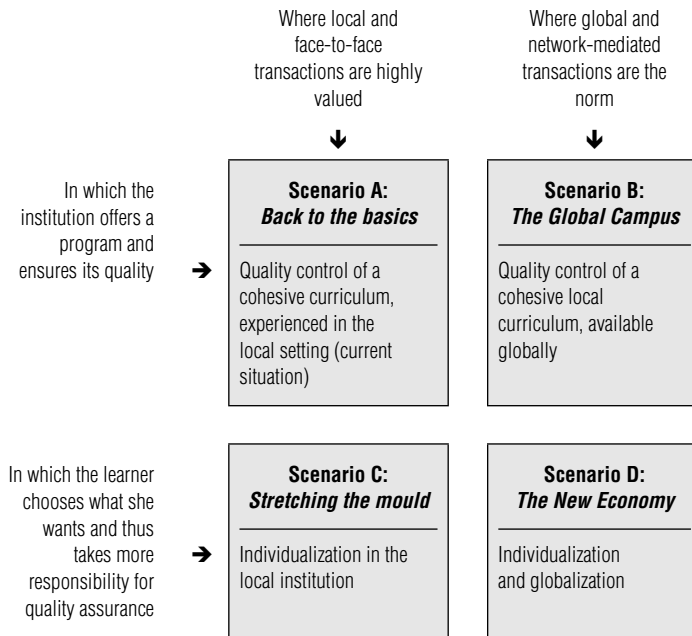 Where local and
face-to-face
transactions are highly
valued
Where global and
network-mediated
transactions are the
norm
In which the
institution offers a
program and
ensures its quality
Scenario A:
Back to the basics
Quality control of a
cohesive curriculum,
experienced in the
local setting (current
situation)
Scenario B:
The Global Campus
Quality control of a
cohesive local
curriculum, available
globally
In which the learner
chooses what she
wants and thus
takes more
responsibility for
quality assurance
Scenario C:
Stretching the mould
Individualization in the
local institution
Scenario D:
The New Economy
Individualization
and globalization